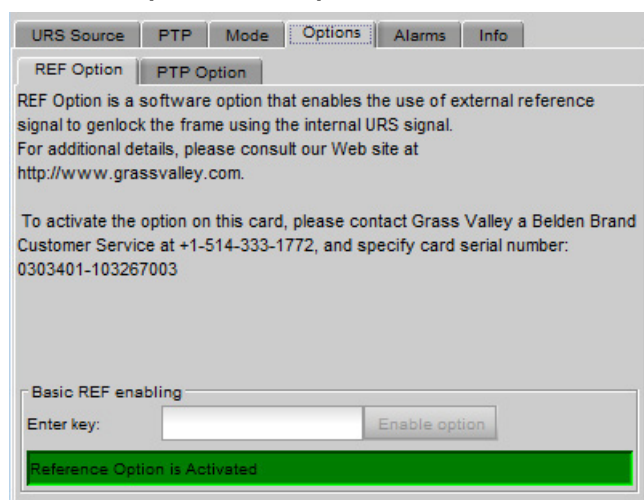 URS Source PTP Mode Options Alarms Info
REF Option PTP Option
REF Option is a software option that enables the use of external reference
signal to genlock the frame using the internal URS signal.
For additional details, please consult our Web site at
http://www.grassvalley.com.
To activate the option on this card, please contact Grass Valley a Belden Brand
Customer Service at +1-514-333-1772, and specify card serial number:
0303401-103267003
Basic REF enabling
Enter key: Enable option
Reference Option is Activated